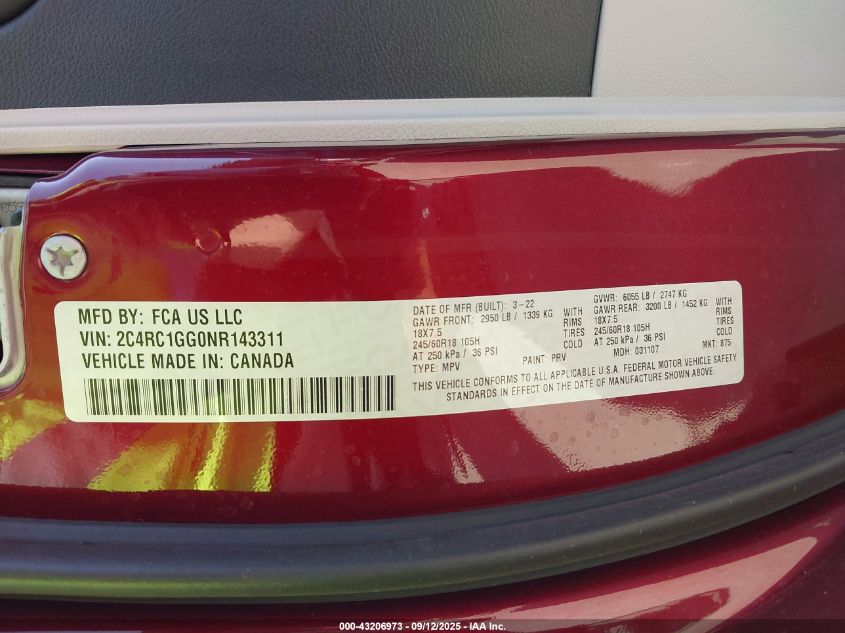 MFD BY: FCA US LLC
VIN: 2C4RC1GG0NR143311
VEHICLE MADE IN: CANADA
DATE OF MFR (BUILT): 3-22
GAWR FRONT: 2950 LB / 1339 KG WITH
18X7.5 RIMS
245/60R18 105H TIRES
AT 250 kPa / 36 PSI COLD
TYPE: MPV PAINT: PRV
GVWR: 6055 LB / 2747 KG
GAWR REAR: 3200 LB / 1452 KG WITH
18X7.5 RIMS
245/60R18 105H TIRES
AT 250 kPa / 36 PSI COLD
MDH: 031107 MKT: 875
THIS VEHICLE CONFORMS TO ALL APPLICABLE U.S.A. FEDERAL MOTOR VEHICLE SAFETY
STANDARDS IN EFFECT ON THE DATE OF MANUFACTURE SHOWN ABOVE.
000-43206973 - 09/12/2025 - IAA Inc.